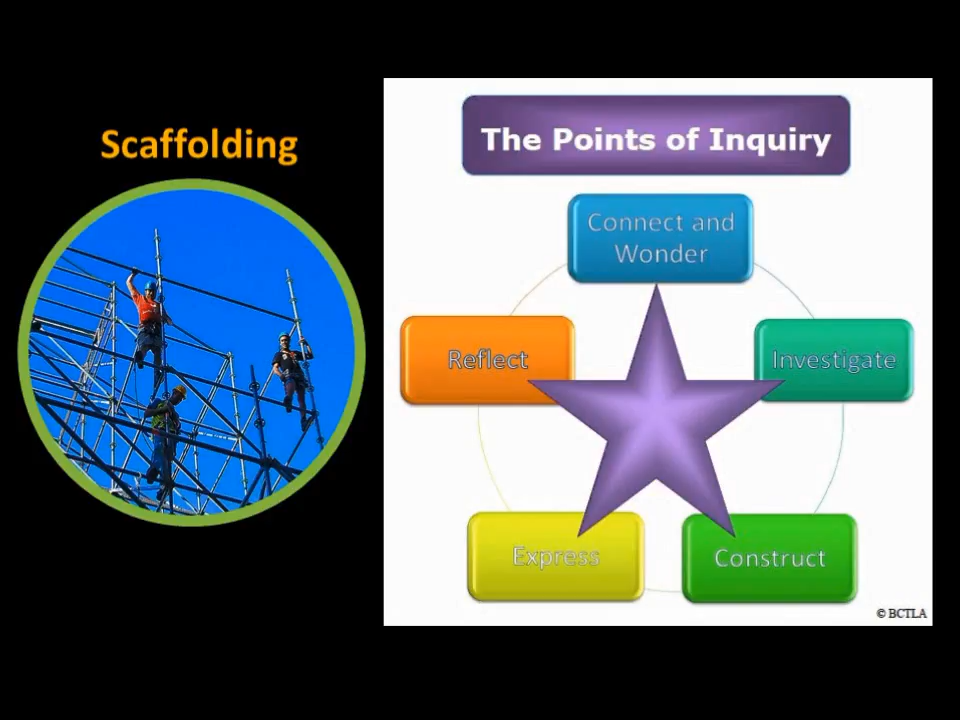 Scaffolding
The Points of Inquiry
Connect and
Wonder
Reflect
Investigate
Express
Construct
© BCTLA